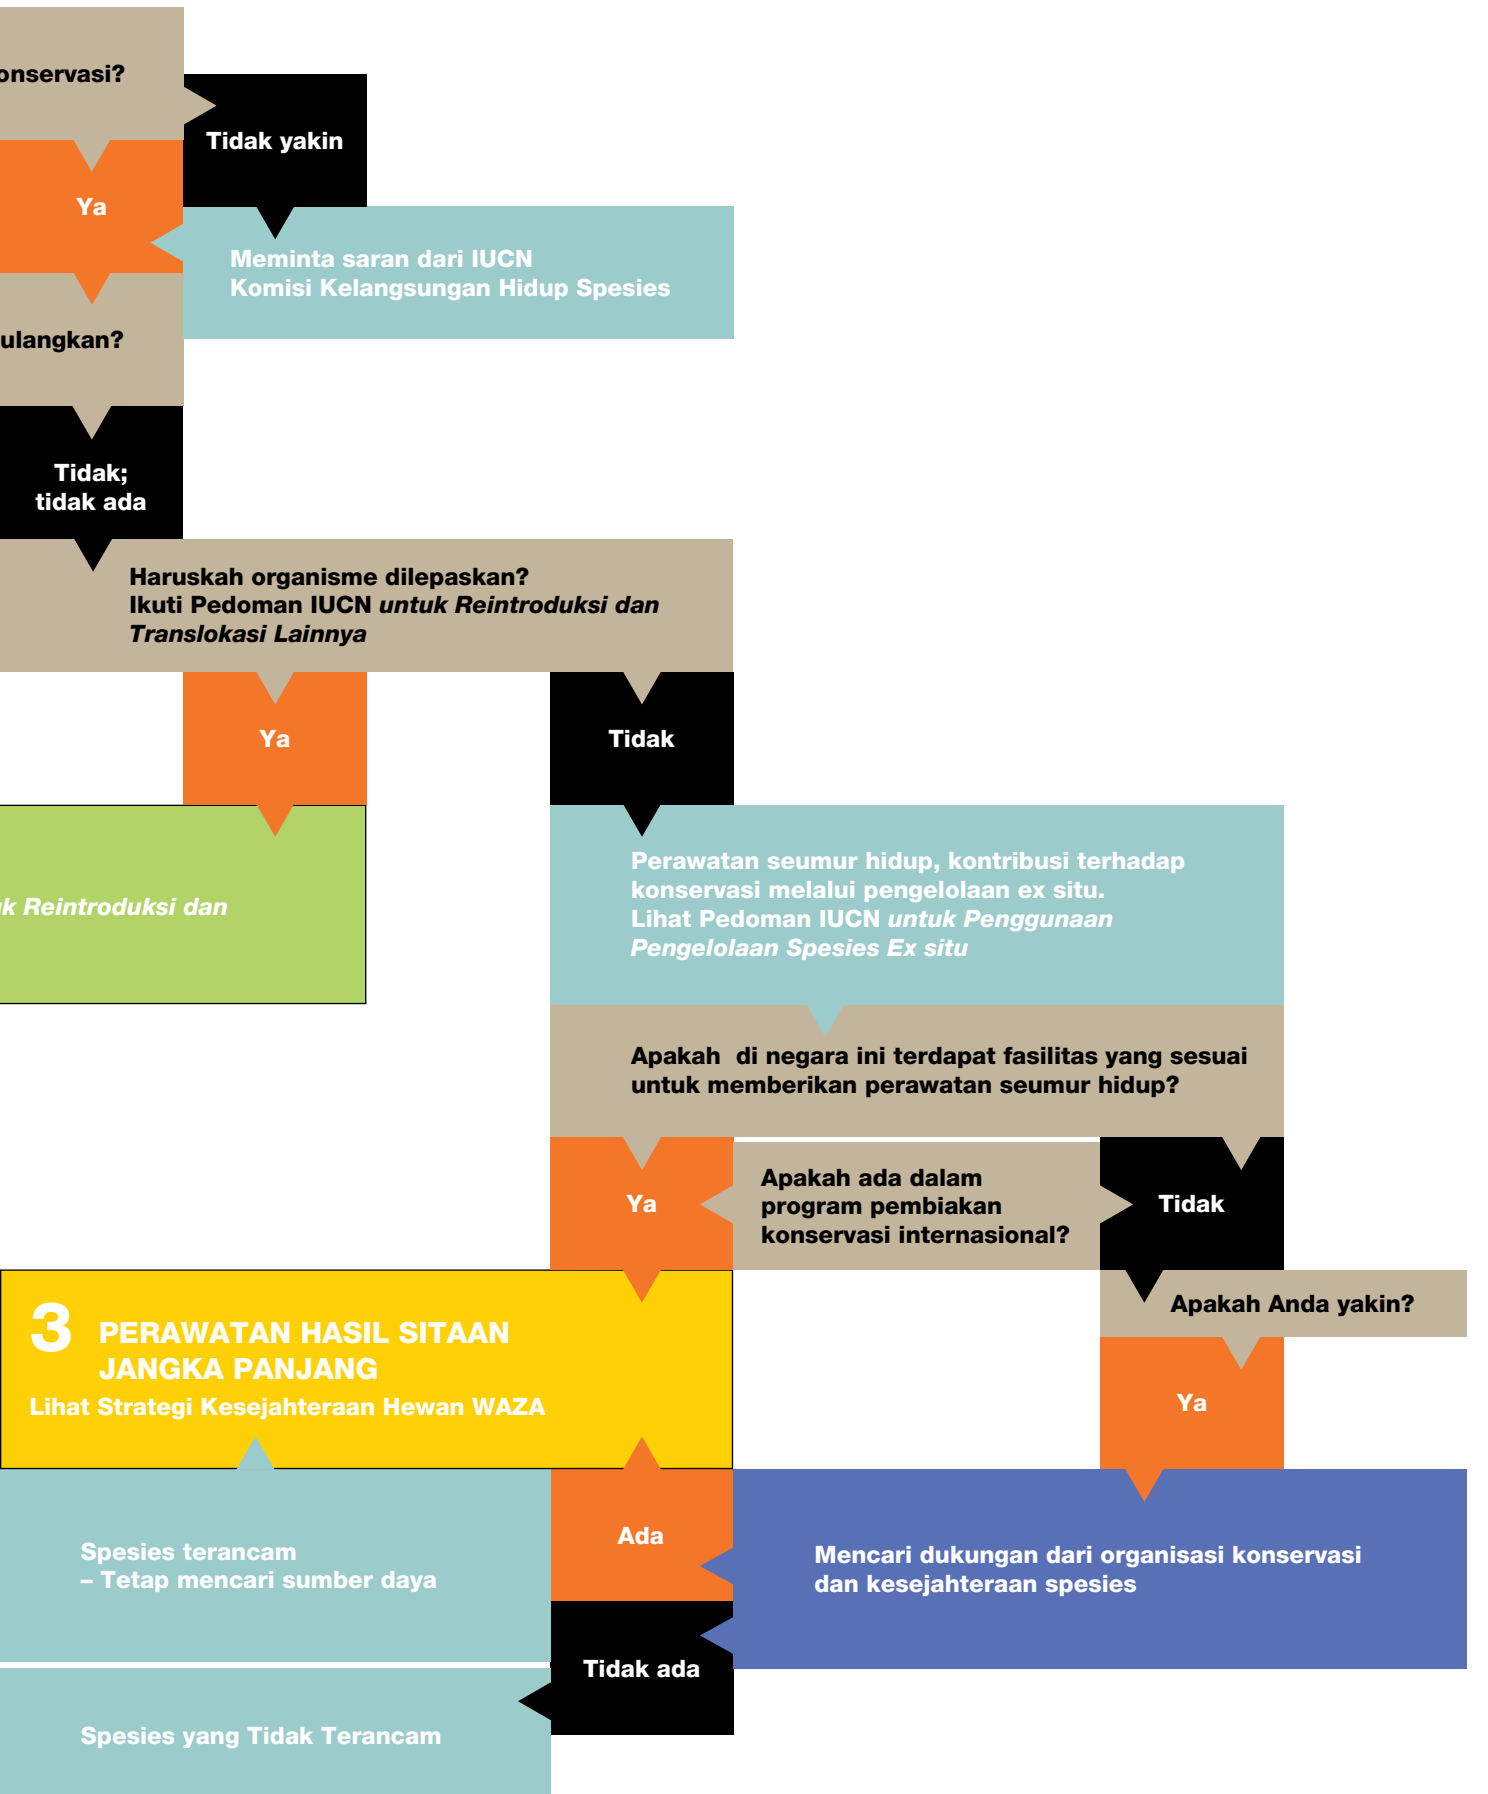 onservasi?
Tidak yakin
Ya
Meminta saran dari IUCN
Komisi Kelangsungan Hidup Spesies
ulangkan?
Tidak;
tidak ada
Haruskah organisme dilepaskan?
Ikuti Pedoman IUCN untuk Reintroduksi dan
Translokasi Lainnya
Ya
Tidak
k Reintroduksi dan
Perawatan seumur hidup, kontribusi terhadap
konservasi melalui pengelolaan ex situ.
Lihat Pedoman IUCN untuk Penggunaan
Pengelolaan Spesies Ex situ
Apakah di negara ini terdapat fasilitas yang sesuai
untuk memberikan perawatan seumur hidup?
Ya
Apakah ada dalam
program pembiakan
konservasi internasional?
Tidak
Apakah Anda yakin?
Ya
3 PERAWATAN HASIL SITAAN
JANGKA PANJANG
Lihat Strategi Kesejahteraan Hewan WAZA
Spesies terancam
– Tetap mencari sumber daya
Ada
Mencari dukungan dari organisasi konservasi
dan kesejahteraan spesies
Tidak ada
Spesies yang Tidak Terancam